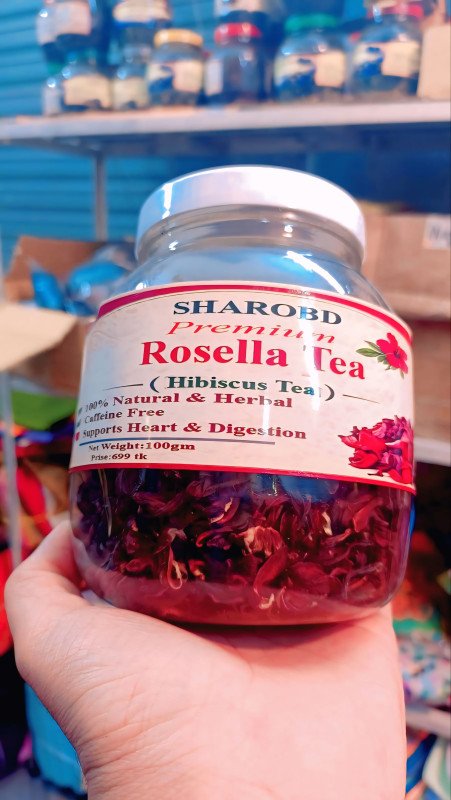 SHAROBD
Premium
Rosella Tea
( Hibiscus Tea )
100% Natural & Herbal
Caffeine Free
Supports Heart & Digestion
Net Weight:100gm
Prise:699 tk